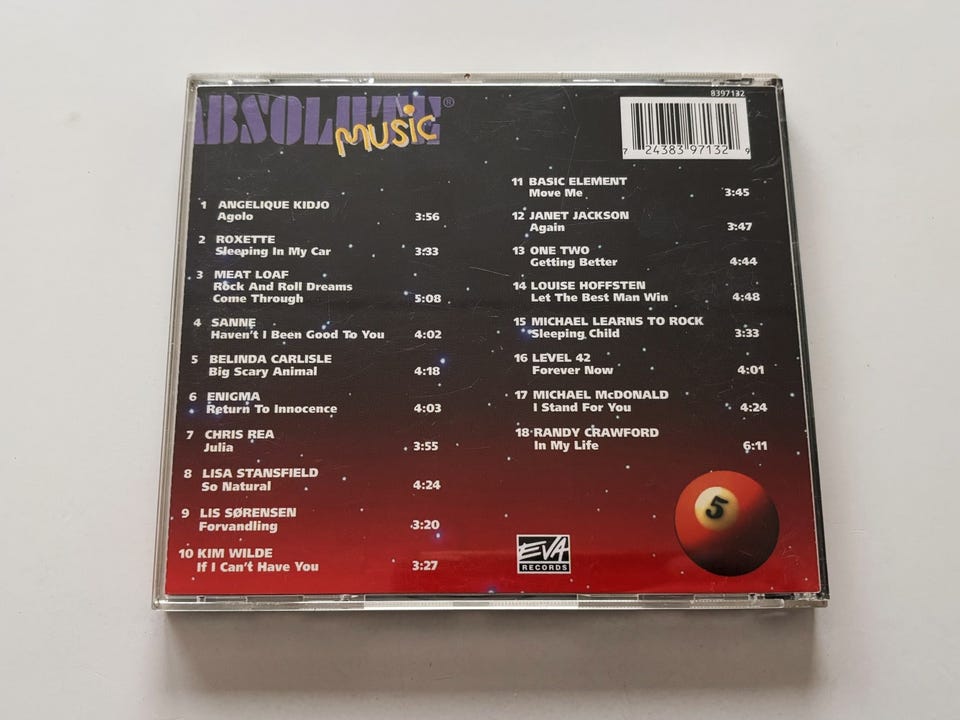 ABSOLUTE®
music
8397132
7 24383 97132 9
1 ANGELIQUE KIDJO
Agolo 3:56
2 ROXETTE
Sleeping In My Car 3:33
3 MEAT LOAF
Rock And Roll Dreams
Come Through 5:08
4 SANNE
Haven't I Been Good To You 4:02
5 BELINDA CARLISLE
Big Scary Animal 4:18
6 ENIGMA
Return To Innocence 4:03
7 CHRIS REA
Julia 3:55
8 LISA STANSFIELD
So Natural 4:24
9 LIS SØRENSEN
Forvandling 3:20
10 KIM WILDE
If I Can't Have You 3:27
11 BASIC ELEMENT
Move Me 3:45
12 JANET JACKSON
Again 3:47
13 ONE TWO
Getting Better 4:44
14 LOUISE HOFFSTEN
Let The Best Man Win 4:48
15 MICHAEL LEARNS TO ROCK
Sleeping Child 3:33
16 LEVEL 42
Forever Now 4:01
17 MICHAEL McDONALD
I Stand For You 4:24
18 RANDY CRAWFORD
In My Life 6:11
5
EVA
RECORDS